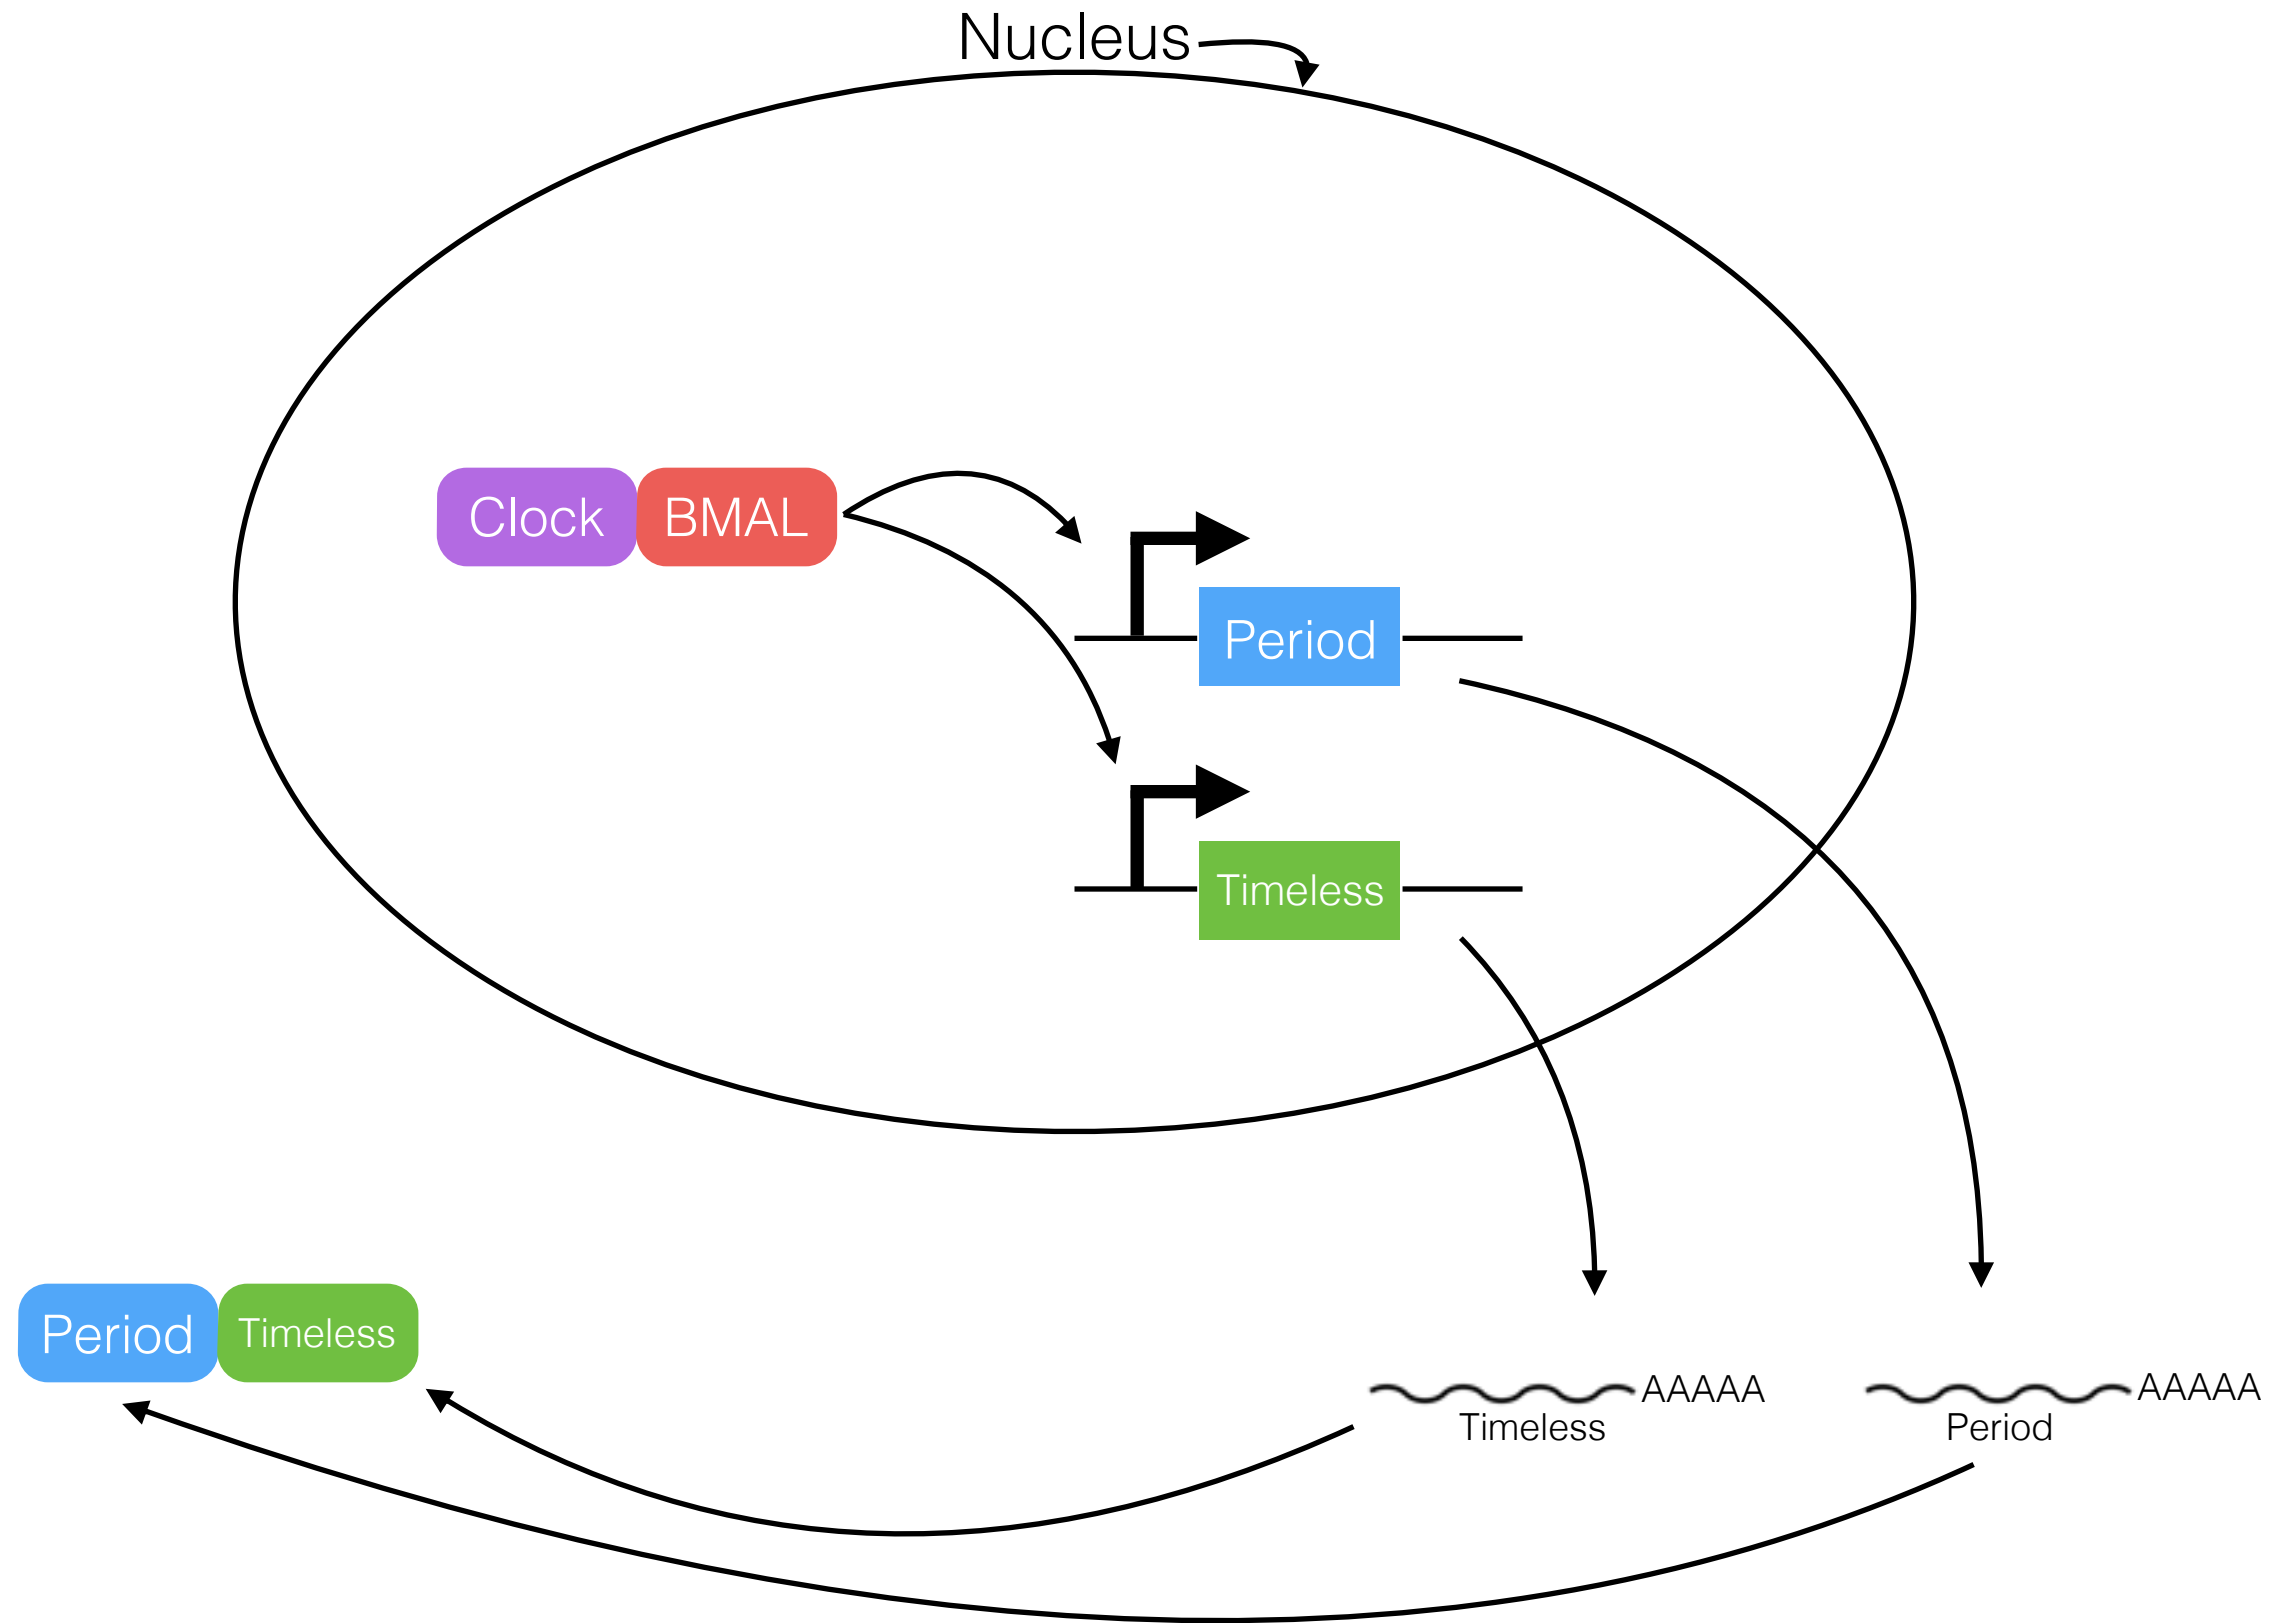 Nucleus
Clock BMAL
Period
Timeless
Period Timeless
AAAAA AAAAA
Timeless Period